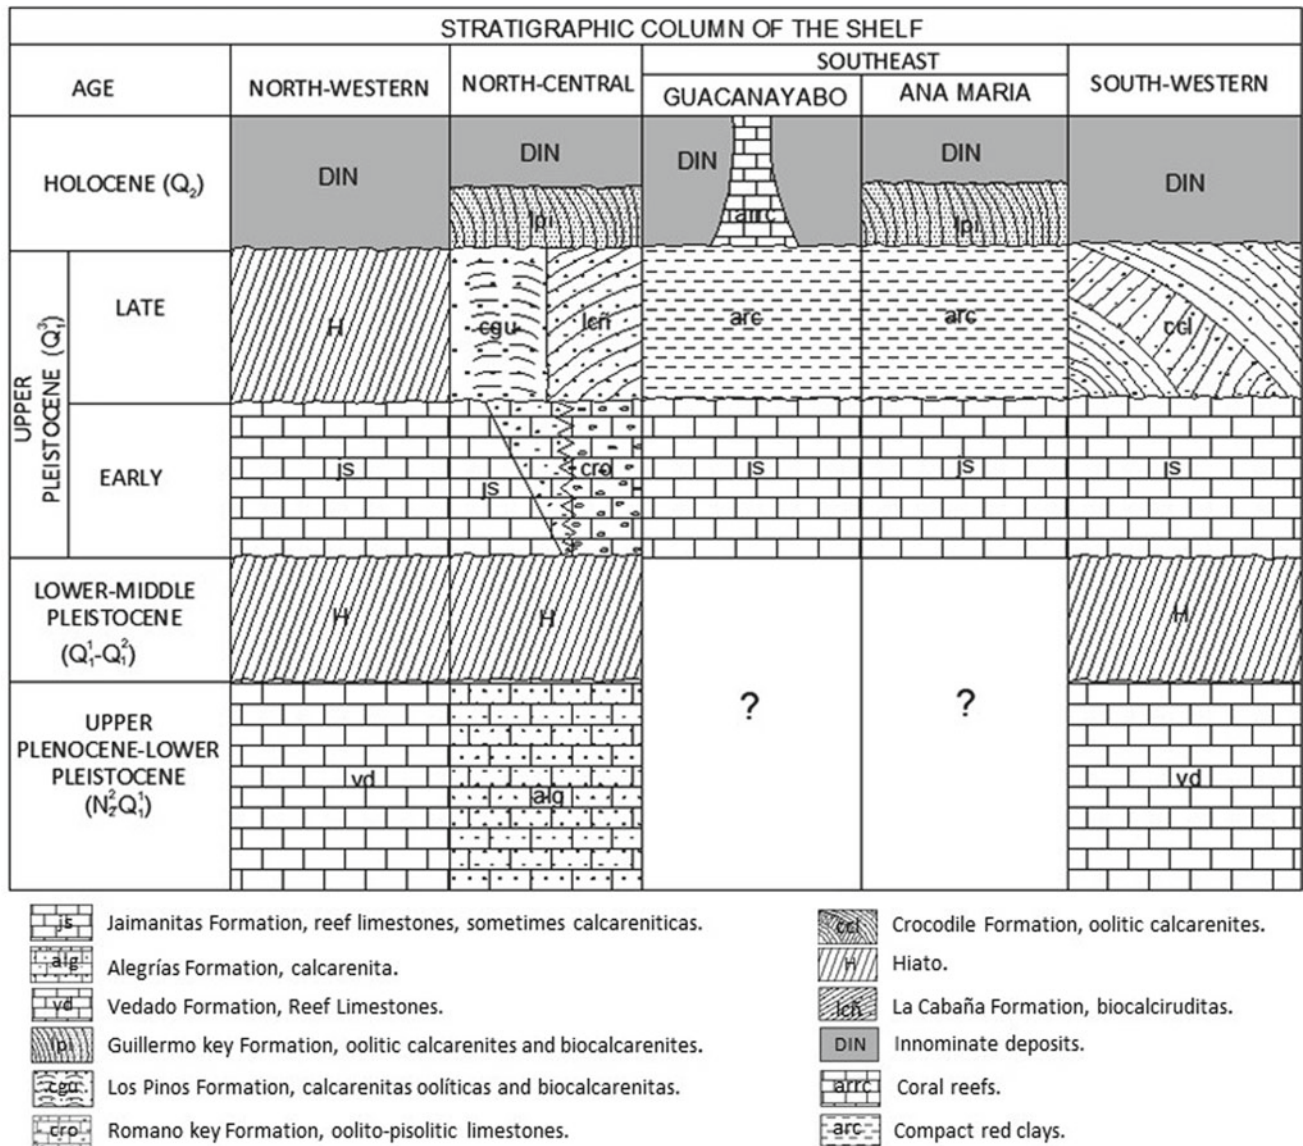 STRATIGRAPHIC COLUMN OF THE SHELF
AGE
NORTH-WESTERN
NORTH-CENTRAL
SOUTHEAST
GUACANAYABO
ANA MARIA
SOUTH-WESTERN
HOLOCENE (Q₂)
DIN
DIN
lpi
DIN
arrc
DIN
lpi
DIN
UPPER
PLEISTOCENE (Q₁³)
LATE
H
cgu
lcñ
arc
arc
ccl
EARLY
js
js
cro
js
js
js
LOWER-MIDDLE
PLEISTOCENE
(Q₁¹-Q₁²)
H
H
H
UPPER
PLENOCENE-LOWER
PLEISTOCENE
(N₂²Q₁¹)
vd
alg
?
?
vd
js Jaimanitas Formation, reef limestones, sometimes calcareniticas.
alg Alegrías Formation, calcarenita.
vd Vedado Formation, Reef Limestones.
lpi Guillermo key Formation, oolitic calcarenites and biocalcarenites.
cgu Los Pinos Formation, calcarenitas oolíticas and biocalcarenitas.
cro Romano key Formation, oolito-pisolitic limestones.
ccl Crocodile Formation, oolitic calcarenites.
H Hiato.
lcñ La Cabaña Formation, biocalciruditas.
DIN Innominate deposits.
arrc Coral reefs.
arc Compact red clays.